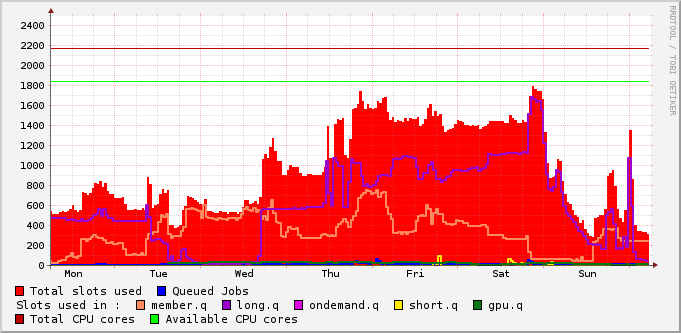 RRDTOOL / TOBI OETIKER
2400
2200
2000
1800
1600
1400
1200
1000
800
600
400
200
0
Mon Tue Wed Thu Fri Sat Sun
Total slots used Queued Jobs
Slots used in : member.q long.q ondemand.q short.q gpu.q
Total CPU cores Available CPU cores